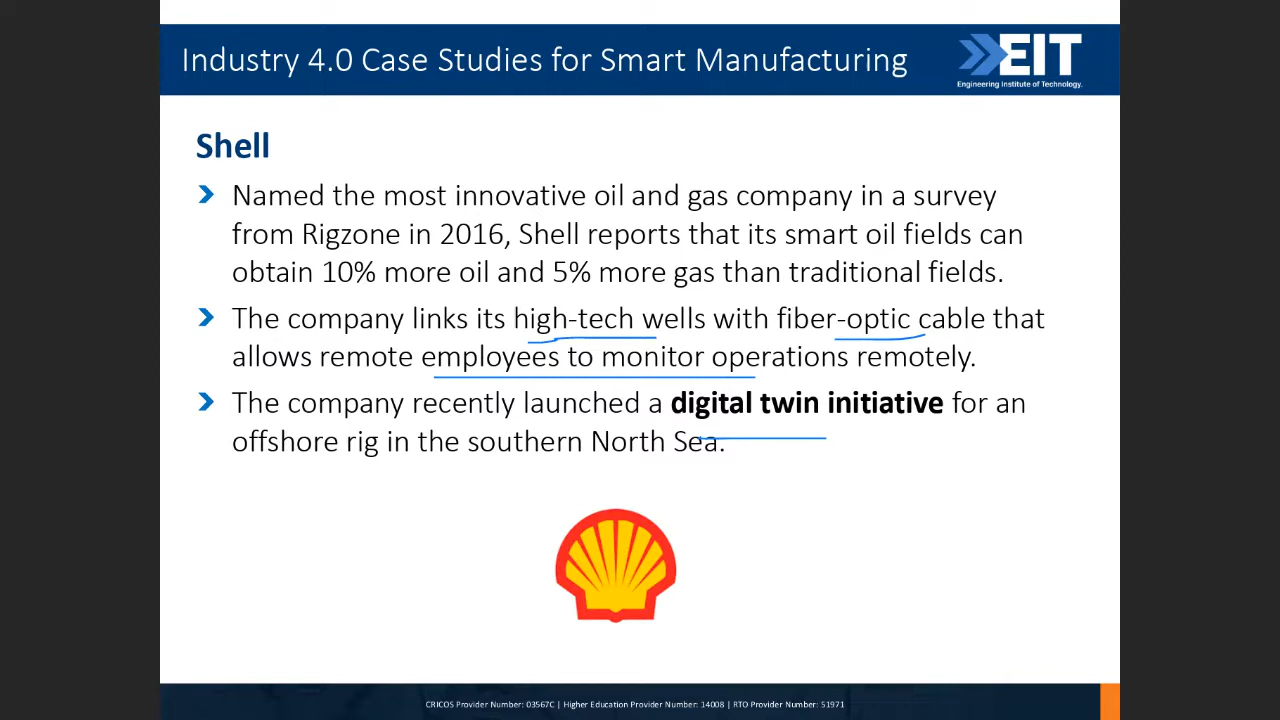 Industry 4.0 Case Studies for Smart Manufacturing
EIT
Engineering Institute of Technology.
Shell
Named the most innovative oil and gas company in a survey
from Rigzone in 2016, Shell reports that its smart oil fields can
obtain 10% more oil and 5% more gas than traditional fields.
The company links its high-tech wells with fiber-optic cable that
allows remote employees to monitor operations remotely.
The company recently launched a digital twin initiative for an
offshore rig in the southern North Sea.
CRICOS Provider Number: 03567C | Higher Education Provider Number: 14008 | RTO Provider Number: 51971